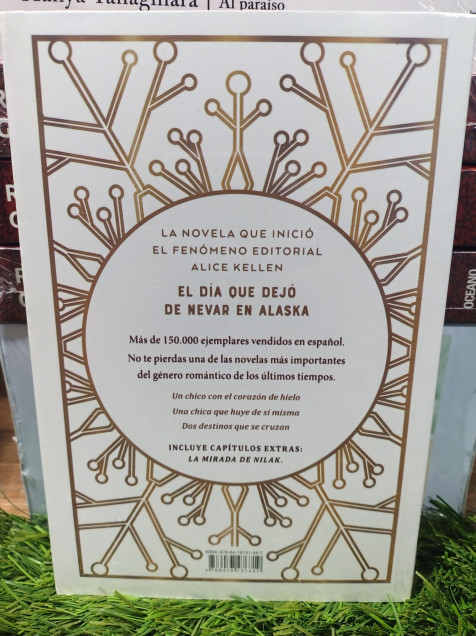 Hanya Yanagihara | Al paraíso
LA NOVELA QUE INICIÓ
EL FENÓMENO EDITORIAL
ALICE KELLEN
EL DÍA QUE DEJÓ
DE NEVAR EN ALASKA
Más de 150.000 ejemplares vendidos en español.
No te pierdas una de las novelas más importantes
del género romántico de los últimos tiempos.
Un chico con el corazón de hielo
Una chica que huye de sí misma
Dos destinos que se cruzan
INCLUYE CAPÍTULOS EXTRAS:
LA MIRADA DE NILAK.
OCEANO